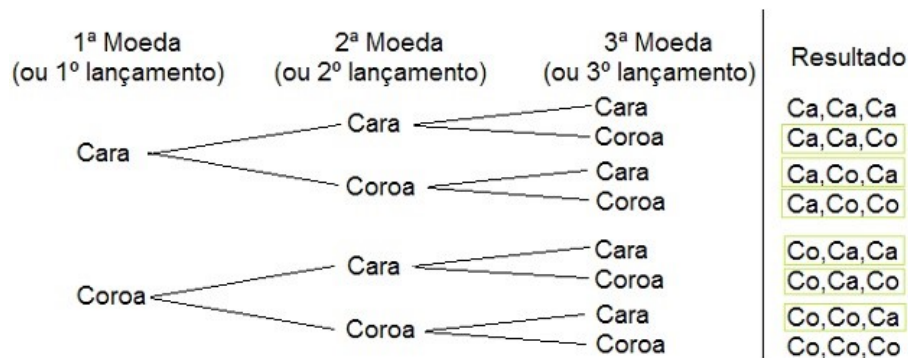 1ª Moeda 2ª Moeda 3ª Moeda
(ou 1º lançamento) (ou 2º lançamento) (ou 3º lançamento) Resultado
Cara Ca,Ca,Ca
Cara Coroa Ca,Ca,Co
Cara
Cara Ca,Co,Ca
Coroa Coroa Ca,Co,Co
Cara Co,Ca,Ca
Cara Coroa Co,Ca,Co
Coroa
Cara Co,Co,Ca
Coroa Coroa Co,Co,Co